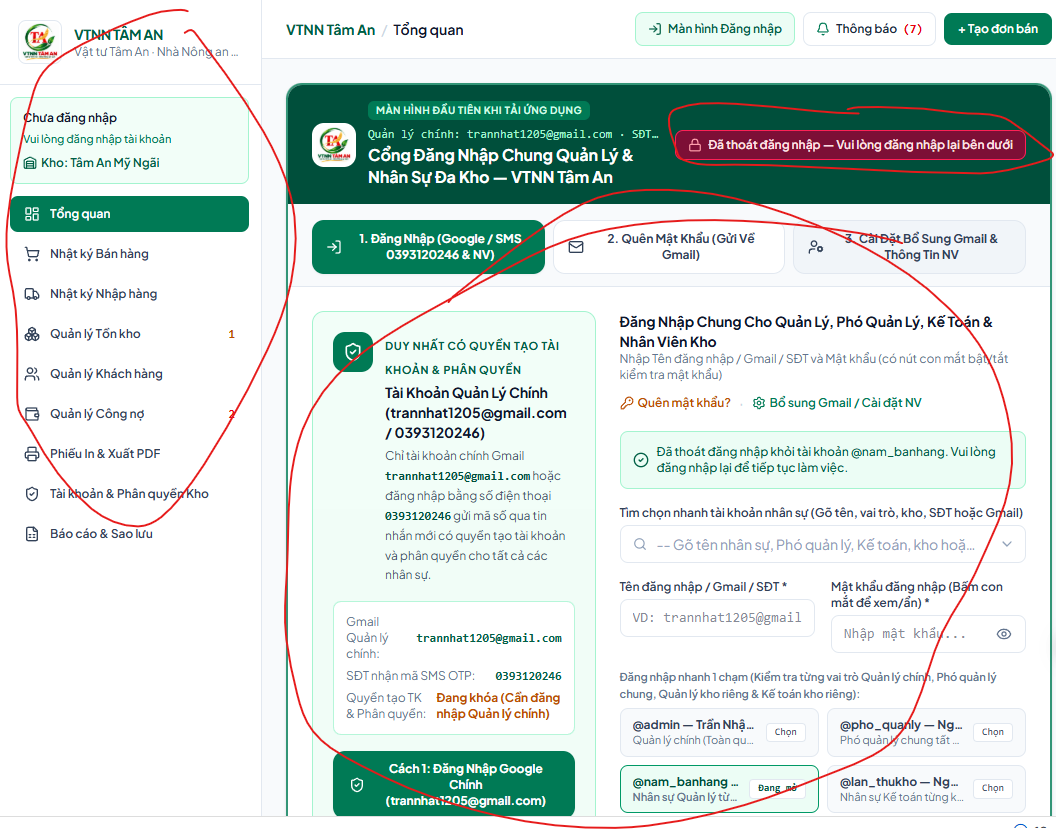 VTNN TÂM AN
Vật tư Tâm An · Nhà Nông an ...
Chưa đăng nhập
Vui lòng đăng nhập tài khoản
Kho: Tâm An Mỹ Ngãi
Tổng quan
Nhật ký Bán hàng
Nhật ký Nhập hàng
Quản lý Tồn kho 1
Quản lý Khách hàng
Quản lý Công nợ 2
Phiếu In & Xuất PDF
Tài khoản & Phân quyền Kho
Báo cáo & Sao lưu
VTNN Tâm An / Tổng quan
Màn hình Đăng nhập
Thông báo (7)
+ Tạo đơn bán
MÀN HÌNH ĐẦU TIÊN KHI TẢI ỨNG DỤNG
Quản lý chính: trannhat1205@gmail.com · SĐT…
Cổng Đăng Nhập Chung Quản Lý &
Nhân Sự Đa Kho — VTNN Tâm An
Đã thoát đăng nhập — Vui lòng đăng nhập lại bên dưới
1. Đăng Nhập (Google / SMS
0393120246 & NV)
2. Quên Mật Khẩu (Gửi Về
Gmail)
3. Cài Đặt Bổ Sung Gmail &
Thông Tin NV
DUY NHẤT CÓ QUYỀN TẠO TÀI
KHOẢN & PHÂN QUYỀN
Tài Khoản Quản Lý Chính
(trannhat1205@gmail.com
/ 0393120246)
Chỉ tài khoản chính Gmail
trannhat1205@gmail.com hoặc
đăng nhập bằng số điện thoại
0393120246 gửi mã số qua tin
nhắn mới có quyền tạo tài khoản
và phân quyền cho tất cả các
nhân sự.
Gmail
Quản lý
chính:
trannhat1205@gmail.com
SĐT nhận mã SMS OTP: 0393120246
Quyền tạo TK
& Phân quyền:
Đang khóa (Cần đăng
nhập Quản lý chính)
Cách 1: Đăng Nhập Google
Chính
(trannhat1205@gmail.com)
Đăng Nhập Chung Cho Quản Lý, Phó Quản Lý, Kế Toán &
Nhân Viên Kho
Nhập Tên đăng nhập / Gmail / SĐT và Mật khẩu (có nút con mắt bật/tắt
kiểm tra mật khẩu)
Quên mật khẩu? · Bổ sung Gmail / Cài đặt NV
Đã thoát đăng nhập khỏi tài khoản @nam_banhang. Vui lòng
đăng nhập lại để tiếp tục làm việc.
Tìm chọn nhanh tài khoản nhân sự (Gõ tên, vai trò, kho, SĐT hoặc Gmail)
-- Gõ tên nhân sự, Phó quản lý, Kế toán, kho hoặ...
Tên đăng nhập / Gmail / SĐT *
VD: trannhat1205@gmail
Mật khẩu đăng nhập (Bấm con
mắt để xem/ẩn) *
Nhập mật khẩu...
Đăng nhập nhanh 1 chạm (Kiểm tra từng vai trò Quản lý chính, Phó quản lý
chung, Quản lý kho riêng & Kế toán kho riêng):
@admin — Trần Nhậ…
Quản lý chính (Toàn qu…
Chọn
@pho_quanly — Ng…
Phó quản lý chung tất …
Chọn
@nam_banhang …
Nhân sự Quản lý từ…
Đang mở
@lan_thukho — Ng…
Nhân sự Kế toán từng k…
Chọn